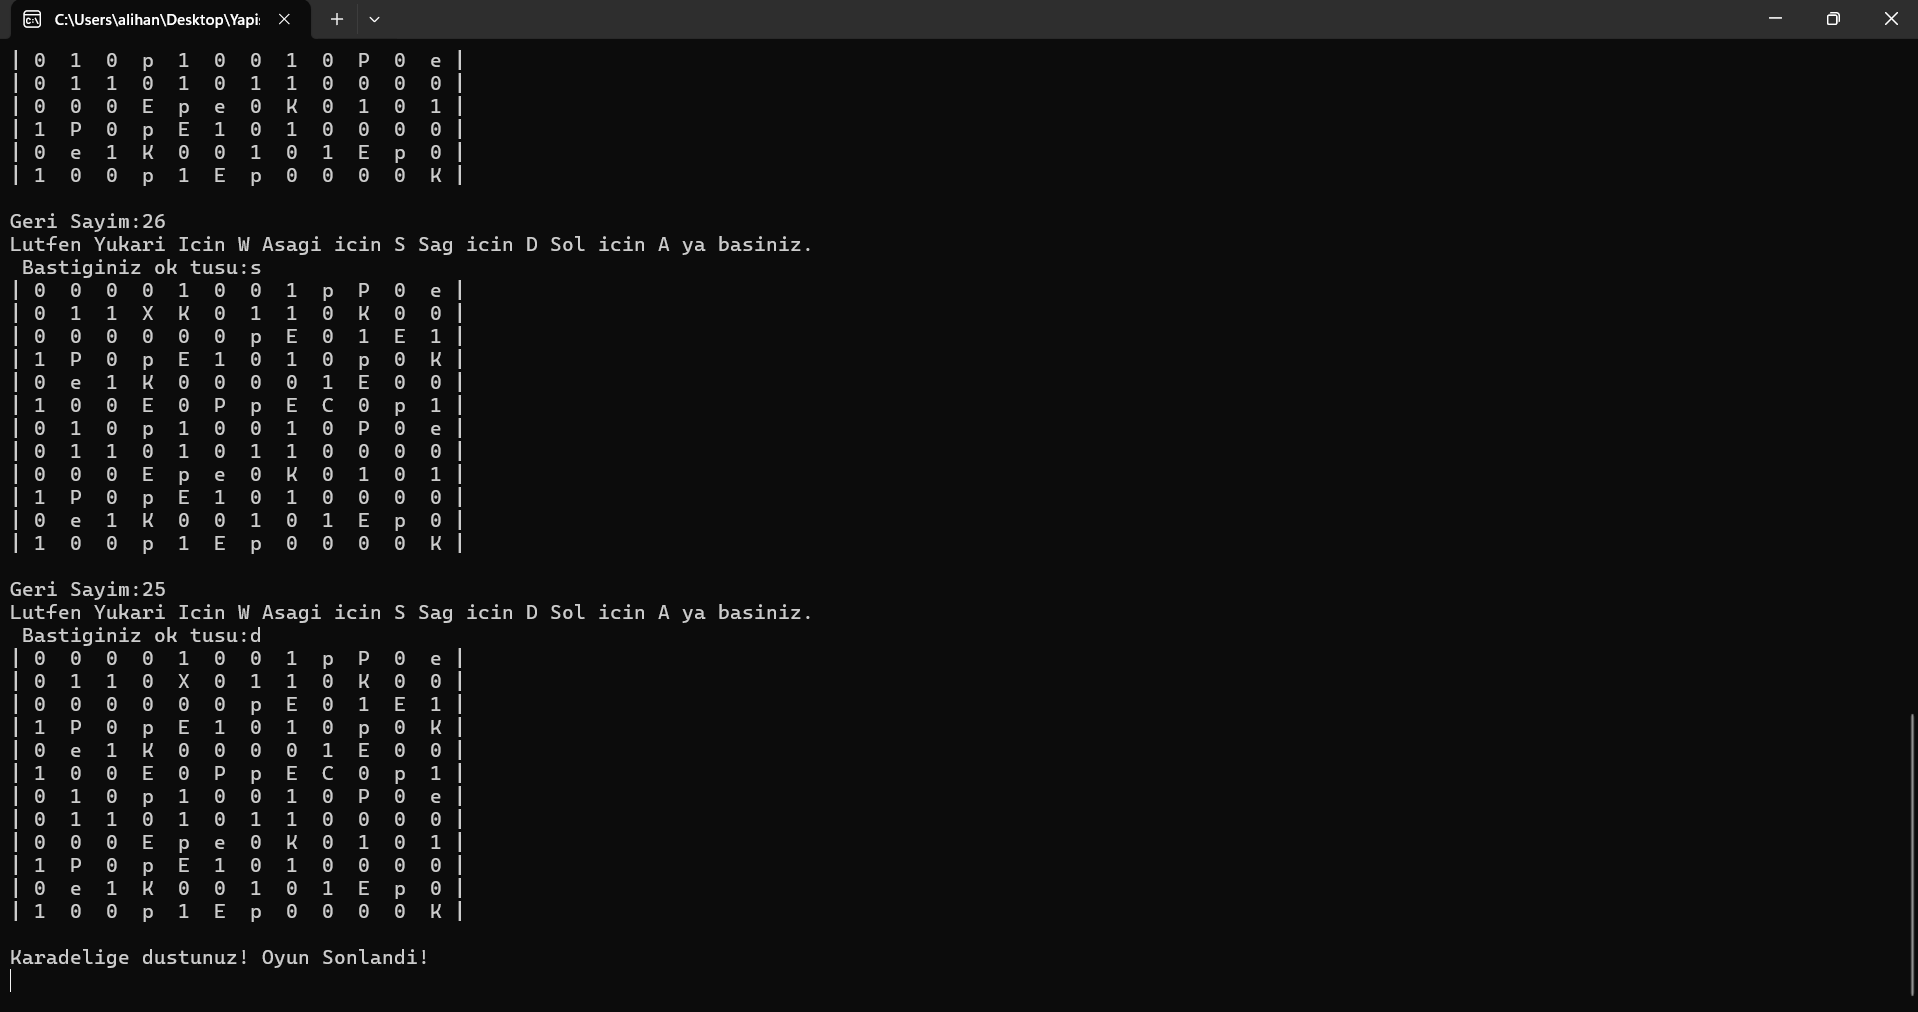 C:\Users\alihan\Desktop\Yapi
| 0 1 0 p 1 0 0 1 0 P 0 e |
| 0 1 1 0 1 0 1 1 0 0 0 0 |
| 0 0 0 E p e 0 K 0 1 0 1 |
| 1 P 0 p E 1 0 1 0 0 0 0 |
| 0 e 1 K 0 0 1 0 1 E p 0 |
| 1 0 0 p 1 E p 0 0 0 0 K |
Geri Sayim:26
Lutfen Yukari Icin W Asagi icin S Sag icin D Sol icin A ya basiniz.
Bastiginiz ok tusu:s
| 0 0 0 0 1 0 0 1 p P 0 e |
| 0 1 1 X K 0 1 1 0 K 0 0 |
| 0 0 0 0 0 0 p E 0 1 E 1 |
| 1 P 0 p E 1 0 1 0 p 0 K |
| 0 e 1 K 0 0 0 0 1 E 0 0 |
| 1 0 0 E 0 P p E C 0 p 1 |
| 0 1 0 p 1 0 0 1 0 P 0 e |
| 0 1 1 0 1 0 1 1 0 0 0 0 |
| 0 0 0 E p e 0 K 0 1 0 1 |
| 1 P 0 p E 1 0 1 0 0 0 0 |
| 0 e 1 K 0 0 1 0 1 E p 0 |
| 1 0 0 p 1 E p 0 0 0 0 K |
Geri Sayim:25
Lutfen Yukari Icin W Asagi icin S Sag icin D Sol icin A ya basiniz.
Bastiginiz ok tusu:d
| 0 0 0 0 1 0 0 1 p P 0 e |
| 0 1 1 0 X 0 1 1 0 K 0 0 |
| 0 0 0 0 0 0 p E 0 1 E 1 |
| 1 P 0 p E 1 0 1 0 p 0 K |
| 0 e 1 K 0 0 0 0 1 E 0 0 |
| 1 0 0 E 0 P p E C 0 p 1 |
| 0 1 0 p 1 0 0 1 0 P 0 e |
| 0 1 1 0 1 0 1 1 0 0 0 0 |
| 0 0 0 E p e 0 K 0 1 0 1 |
| 1 P 0 p E 1 0 1 0 0 0 0 |
| 0 e 1 K 0 0 1 0 1 E p 0 |
| 1 0 0 p 1 E p 0 0 0 0 K |
Karadelige dustunuz! Oyun Sonlandi!